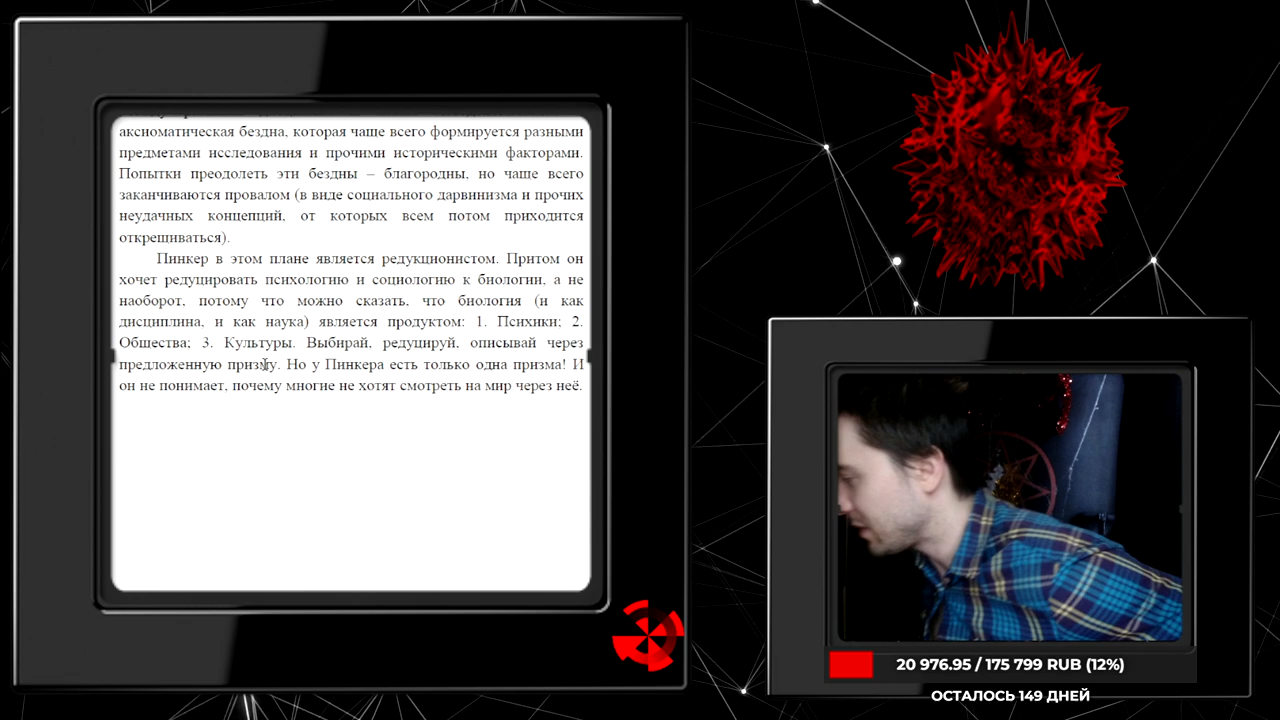 аксиоматическая бездна, которая чаще всего формируется разными
предметами исследования и прочими историческими факторами.
Попытки преодолеть эти бездны – благородны, но чаще всего
заканчиваются провалом (в виде социального дарвинизма и прочих
неудачных концепций, от которых всем потом приходится
открещиваться).
Пинкер в этом плане является редукционистом. Притом он
хочет редуцировать психологию и социологию к биологии, а не
наоборот, потому что можно сказать, что биология (и как
дисциплина, и как наука) является продуктом: 1. Психики; 2.
Общества; 3. Культуры. Выбирай, редуцируй, описывай через
предложенную призму. Но у Пинкера есть только одна призма! И
он не понимает, почему многие не хотят смотреть на мир через неё.
20 976.95 / 175 799 RUB (12%)
ОСТАЛОСЬ 149 ДНЕЙ